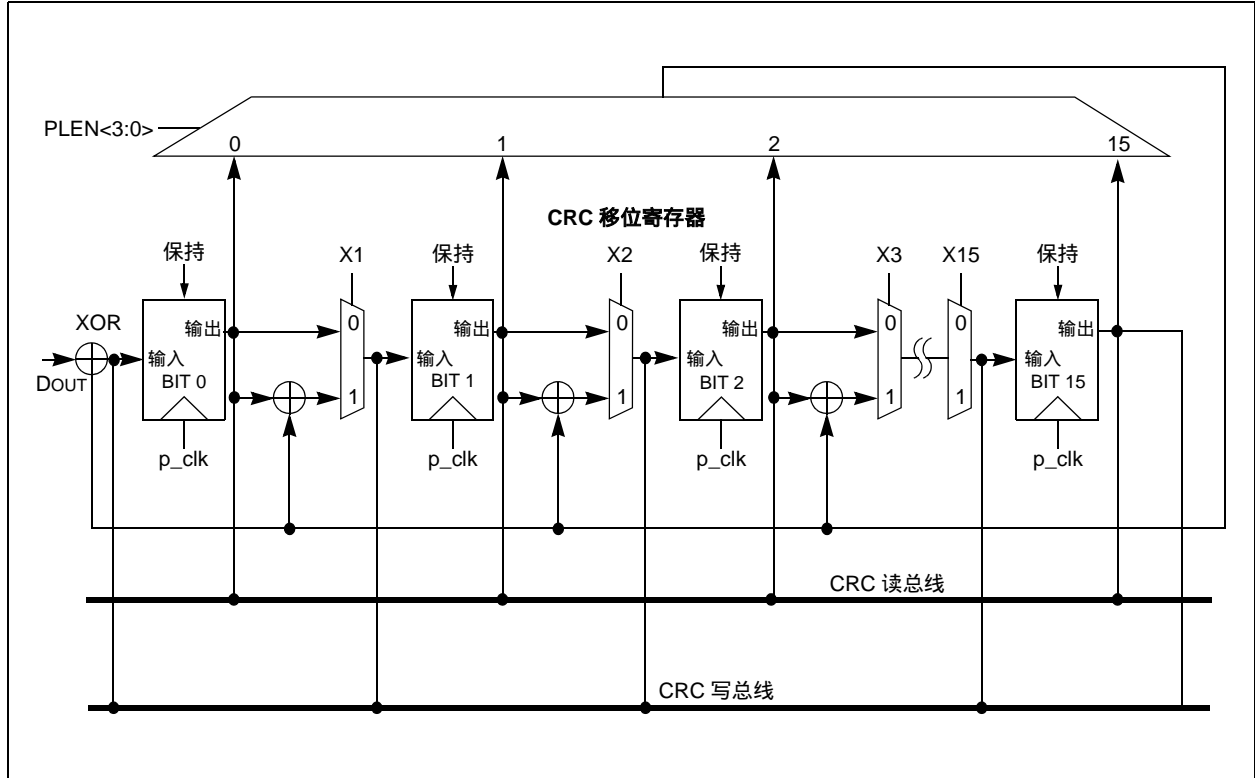 PLEN<3:0>
0
1
2
15
CRC 移位寄存器
保持
X1
保持
X2
保持
X3
X15
保持
XOR
DOUT
输出
输入
BIT 0
p_clk
0
1
输出
输入
BIT 1
p_clk
0
1
输出
输入
BIT 2
p_clk
0
1
0
1
输出
输入
BIT 15
p_clk
CRC 读总线
CRC 写总线